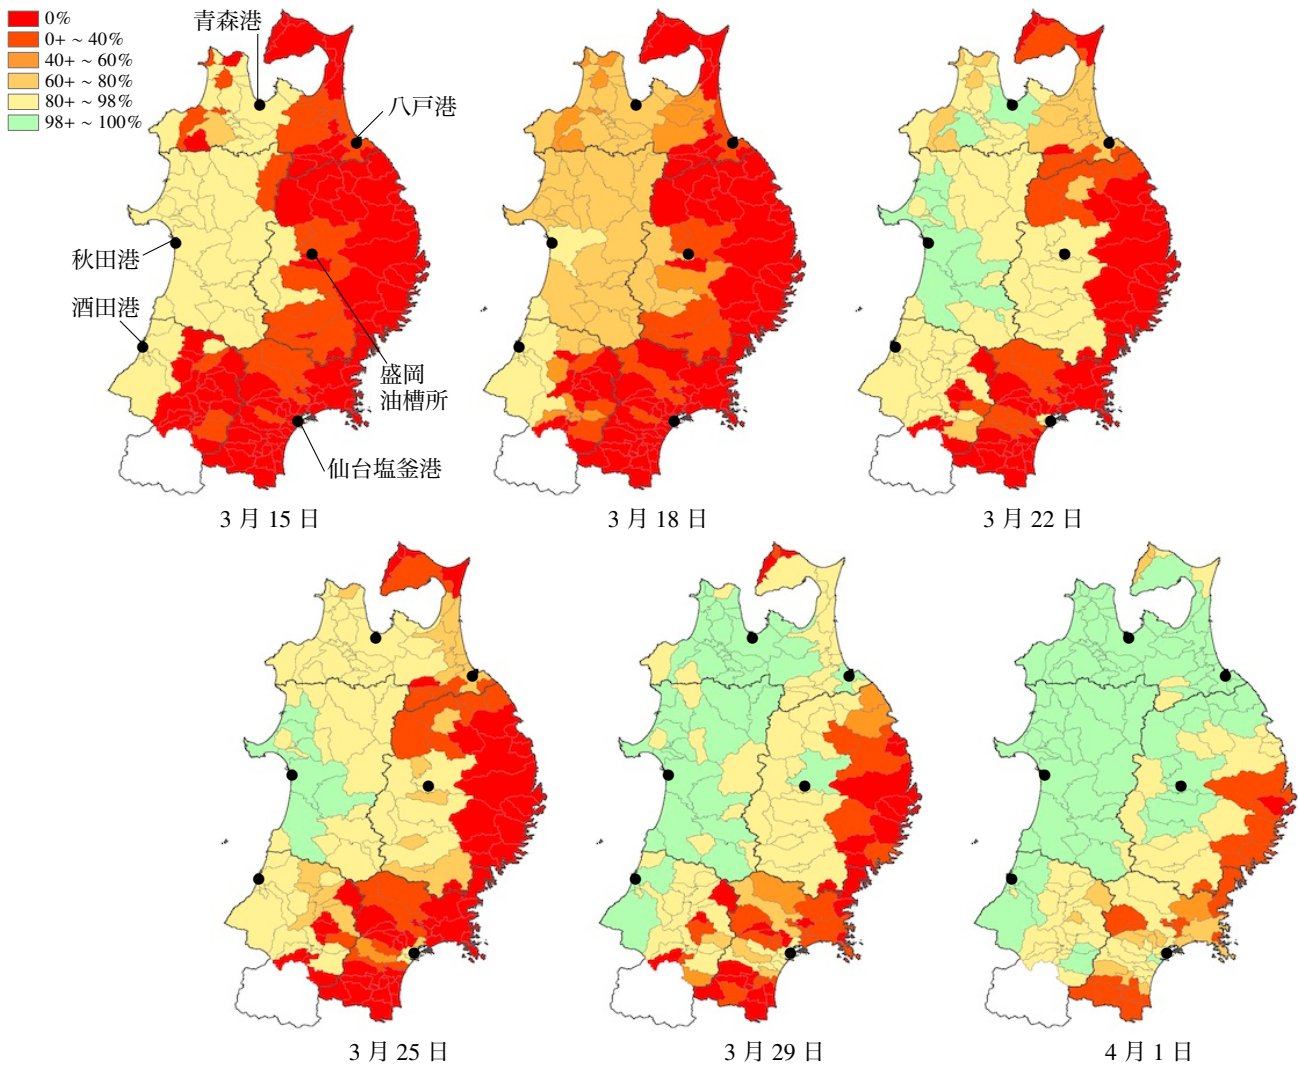 0%
0+ ~ 40%
40+ ~ 60%
60+ ~ 80%
80+ ~ 98%
98+ ~ 100%
青森港
八戸港
秋田港
酒田港
盛岡
油槽所
仙台塩釜港
3 月 15 日
3 月 18 日
3 月 22 日
3 月 25 日
3 月 29 日
4 月 1 日